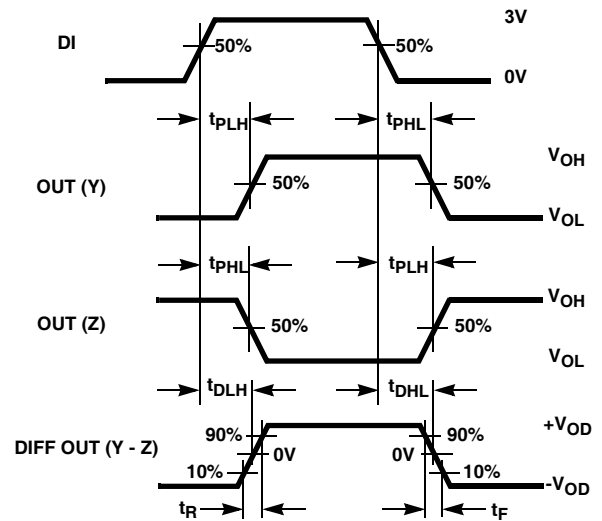 3V
DI 50% 50%
0V
tPLH tPHL
VOH
OUT (Y) 50% 50%
VOL
tPHL tPLH
VOH
OUT (Z) 50% 50%
VOL
tDLH tDHL
90% 90% +VOD
DIFF OUT (Y - Z) 0V 0V
10% 10% -VOD
tR tF